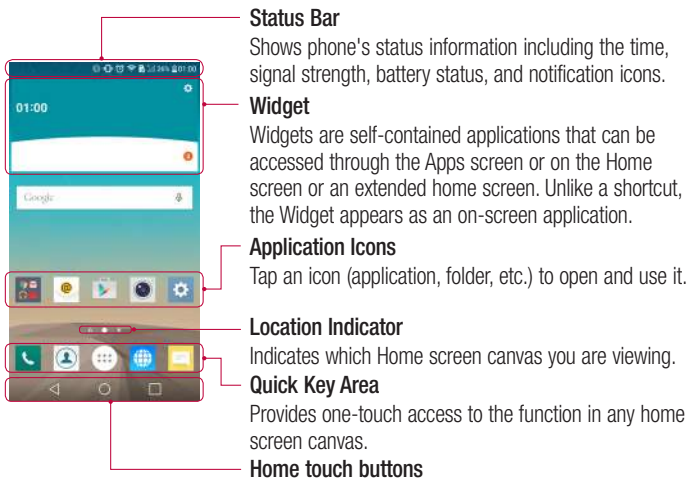 Status Bar
Shows phone's status information including the time,
signal strength, battery status, and notification icons.
Widget
Widgets are self-contained applications that can be
accessed through the Apps screen or on the Home
screen or an extended home screen. Unlike a shortcut,
the Widget appears as an on-screen application.
Application Icons
Tap an icon (application, folder, etc.) to open and use it.
Location Indicator
Indicates which Home screen canvas you are viewing.
Quick Key Area
Provides one-touch access to the function in any home
screen canvas.
Home touch buttons
26% 01:00
01:00
Google